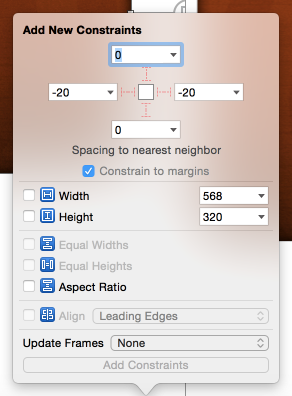 Add New Constraints
0
-20
-20
0
Spacing to nearest neighbor
Constrain to margins
Width 568
Height 320
Equal Widths
Equal Heights
Aspect Ratio
Align Leading Edges
Update Frames None
Add Constraints